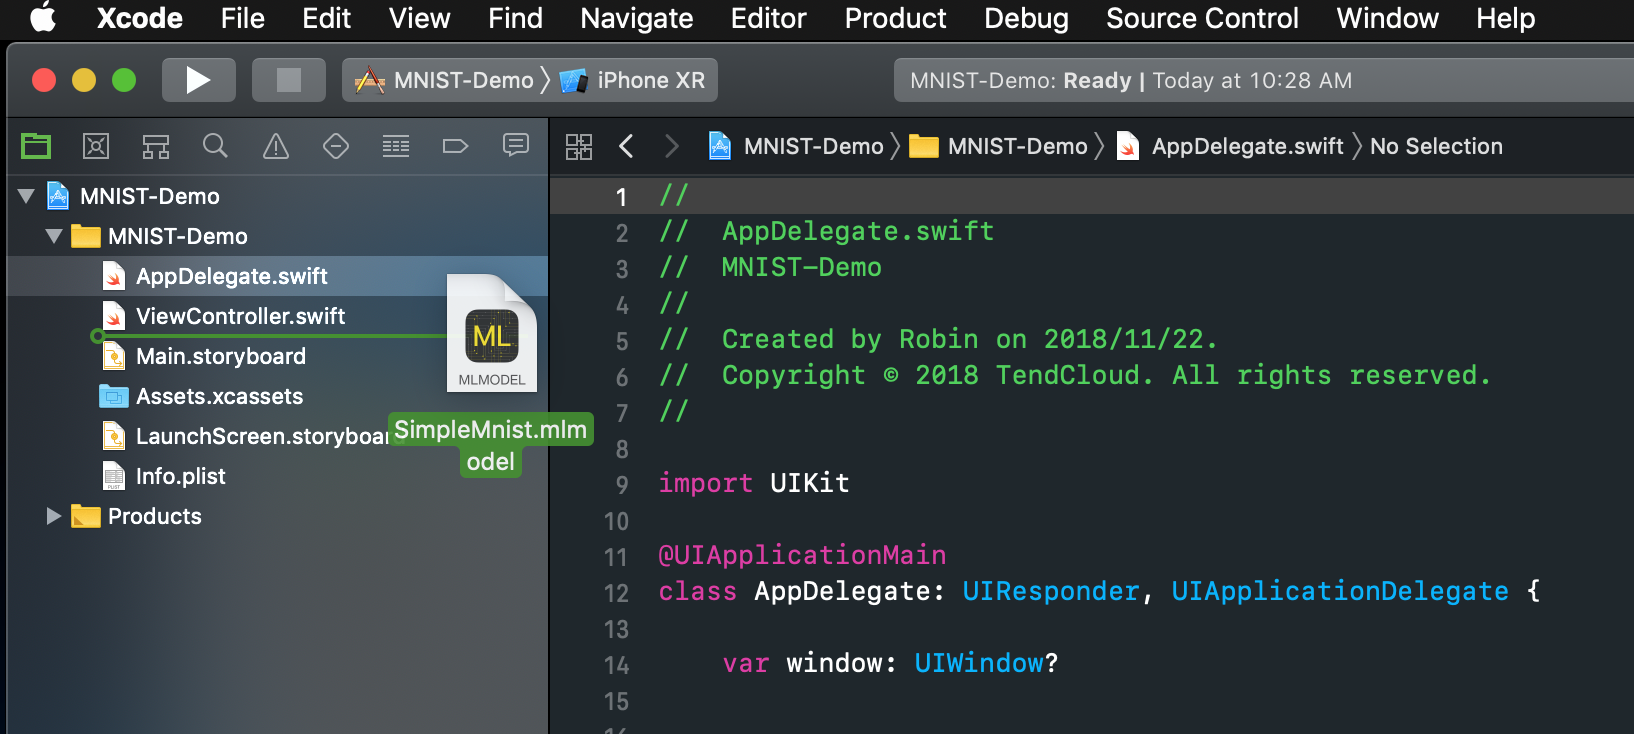 Xcode File Edit View Find Navigate Editor Product Debug Source Control Window Help
MNIST-Demo iPhone XR
MNIST-Demo: Ready | Today at 10:28 AM
MNIST-Demo
MNIST-Demo
AppDelegate.swift
ViewController.swift
Main.storyboard
Assets.xcassets
LaunchScreen.storyboar
Info.plist
Products
ML
MLMODEL
SimpleMnist.mlm
odel
MNIST-Demo MNIST-Demo AppDelegate.swift No Selection
1 //
2 // AppDelegate.swift
3 // MNIST-Demo
4 //
5 // Created by Robin on 2018/11/22.
6 // Copyright © 2018 TendCloud. All rights reserved.
7 //
8
9 import UIKit
10
11 @UIApplicationMain
12 class AppDelegate: UIResponder, UIApplicationDelegate {
13
14 var window: UIWindow?
15